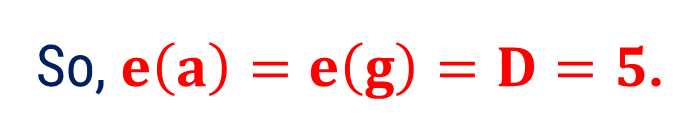 So, e(a) = e(g) = D = 5.